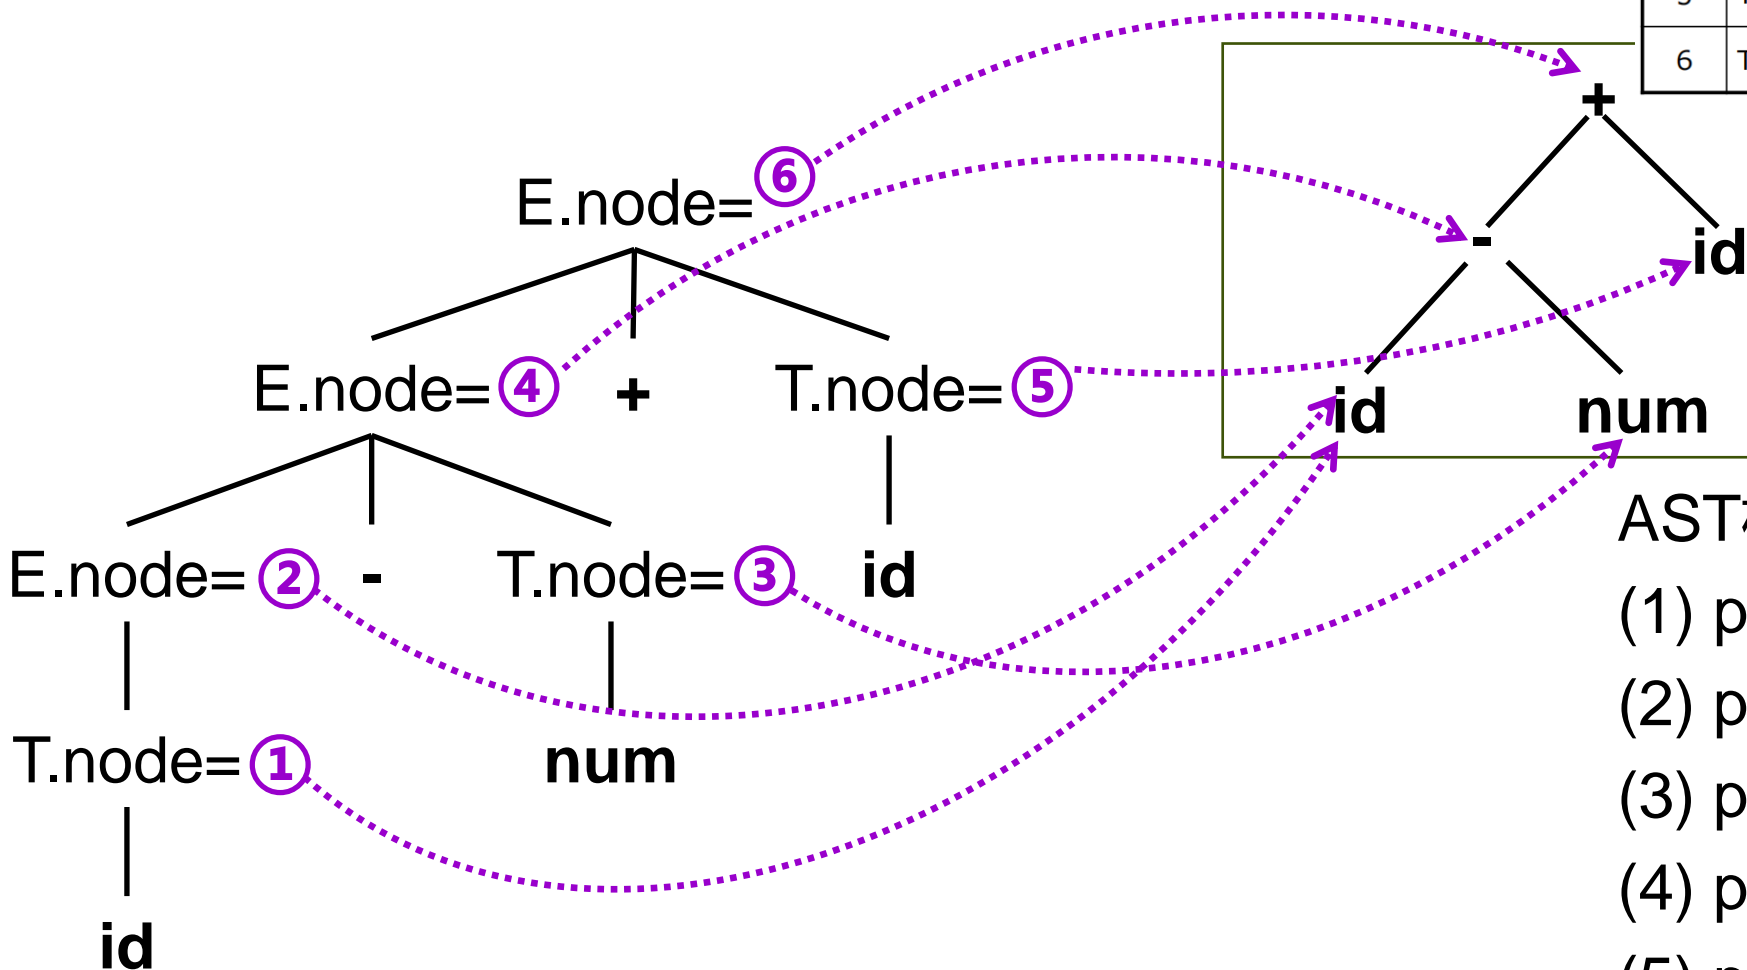 6
+
E.node= ⑥
- id
E.node= ④ + T.node= ⑤
id num
E.node= ② - T.node= ③ id
AST
(1) p
(2) p
T.node= ① num
(3) p
(4) p
id